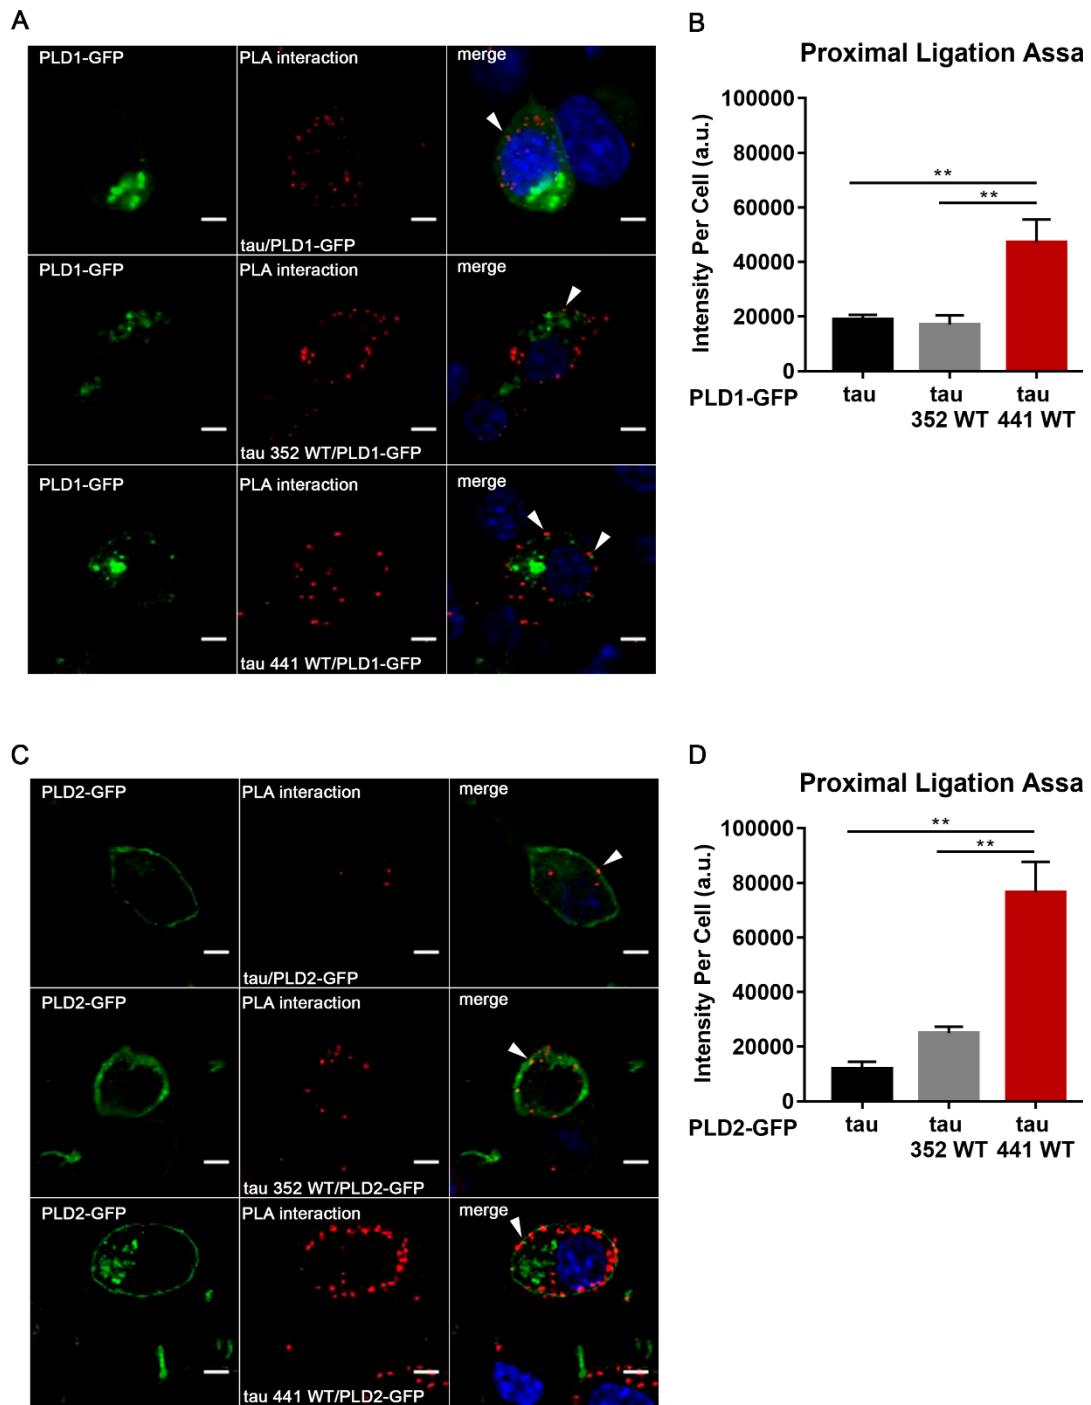 A
PLD1-GFP
PLA interaction
merge
tau/PLD1-GFP
PLD1-GFP
PLA interaction
merge
tau 352 WT/PLD1-GFP
PLD1-GFP
PLA interaction
merge
tau 441 WT/PLD1-GFP
B
Proximal Ligation Assa
Intensity Per Cell (a.u.)
100000
80000
60000
40000
20000
0
**
**
PLD1-GFP
tau
tau
352 WT
tau
441 WT
C
PLD2-GFP
PLA interaction
merge
tau/PLD2-GFP
PLD2-GFP
PLA interaction
merge
tau 352 WT/PLD2-GFP
PLD2-GFP
PLA interaction
merge
tau 441 WT/PLD2-GFP
D
Proximal Ligation Assa
Intensity Per Cell (a.u.)
100000
80000
60000
40000
20000
0
**
**
PLD2-GFP
tau
tau
352 WT
tau
441 WT